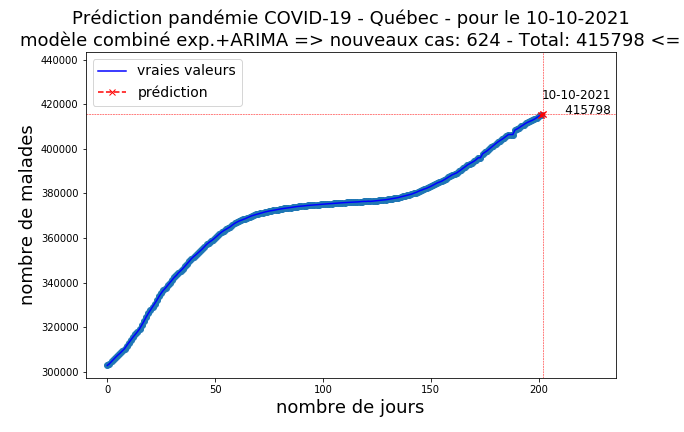 Prédiction pandémie COVID-19 - Québec - pour le 10-10-2021
modèle combiné exp.+ARIMA => nouveaux cas: 624 - Total: 415798 <=
440000
420000
400000
380000
360000
340000
320000
300000
nombre de malades
vraies valeurs
prédiction
10-10-2021
415798
0 50 100 150 200
nombre de jours